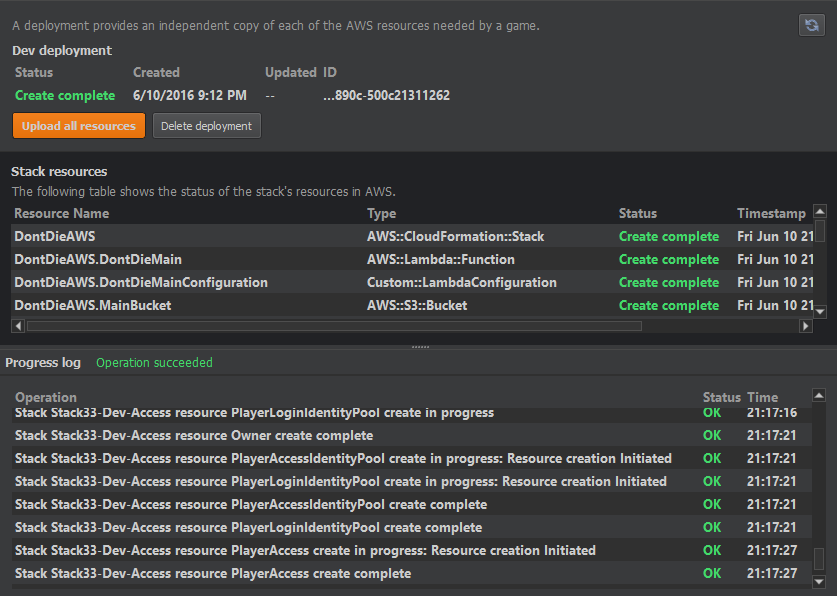 A deployment provides an independent copy of each of the AWS resources needed by a game.
Dev deployment
Status Created Updated ID
Create complete 6/10/2016 9:12 PM -- ...890c-500c21311262
Upload all resources Delete deployment
Stack resources
The following table shows the status of the stack's resources in AWS.
Resource Name Type Status Timestamp
DontDieAWS AWS::CloudFormation::Stack Create complete Fri Jun 10 21
DontDieAWS.DontDieMain AWS::Lambda::Function Create complete Fri Jun 10 21
DontDieAWS.DontDieMainConfiguration Custom::LambdaConfiguration Create complete Fri Jun 10 21
DontDieAWS.MainBucket AWS::S3::Bucket Create complete Fri Jun 10 21
Progress log Operation succeeded
Operation Status Time
Stack Stack33-Dev-Access resource PlayerLoginIdentityPool create in progress OK 21:17:16
Stack Stack33-Dev-Access resource Owner create complete OK 21:17:21
Stack Stack33-Dev-Access resource PlayerAccessIdentityPool create in progress: Resource creation Initiated OK 21:17:21
Stack Stack33-Dev-Access resource PlayerLoginIdentityPool create in progress: Resource creation Initiated OK 21:17:21
Stack Stack33-Dev-Access resource PlayerAccessIdentityPool create complete OK 21:17:21
Stack Stack33-Dev-Access resource PlayerLoginIdentityPool create complete OK 21:17:21
Stack Stack33-Dev-Access resource PlayerAccess create in progress: Resource creation Initiated OK 21:17:27
Stack Stack33-Dev-Access resource PlayerAccess create complete OK 21:17:27